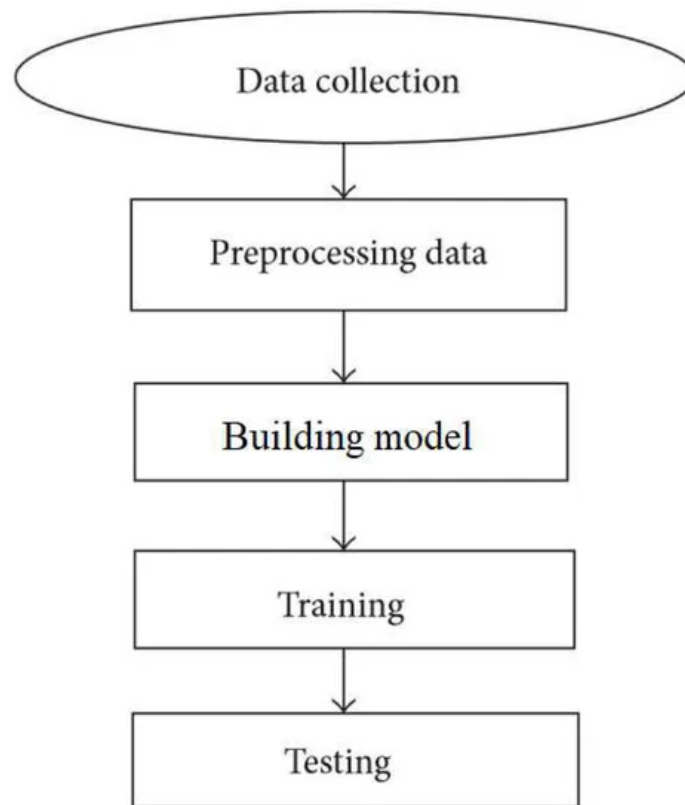 Data collection
Preprocessing data
Building model
Training
Testing